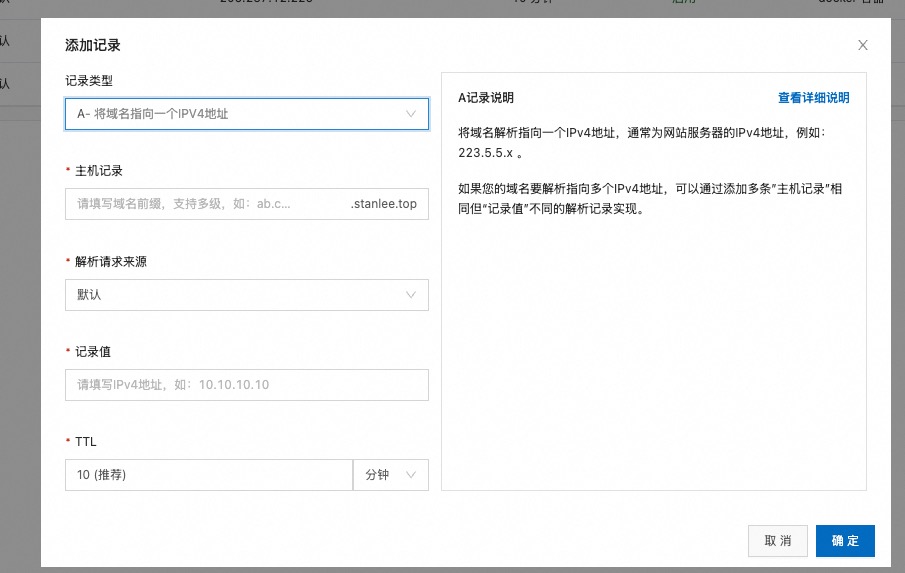 添加记录
记录类型
A- 将域名指向一个IPV4地址
* 主机记录
请填写域名前缀，支持多级，如：ab.c... .stanlee.top
* 解析请求来源
默认
* 记录值
请填写IPv4地址，如：10.10.10.10
* TTL
10 (推荐) 分钟
A记录说明 查看详细说明
将域名解析指向一个IPv4地址，通常为网站服务器的IPv4地址，例如：
223.5.5.x 。
如果您的域名要解析指向多个IPv4地址，可以通过添加多条“主机记录”相
同但“记录值”不同的解析记录实现。
取 消 确 定